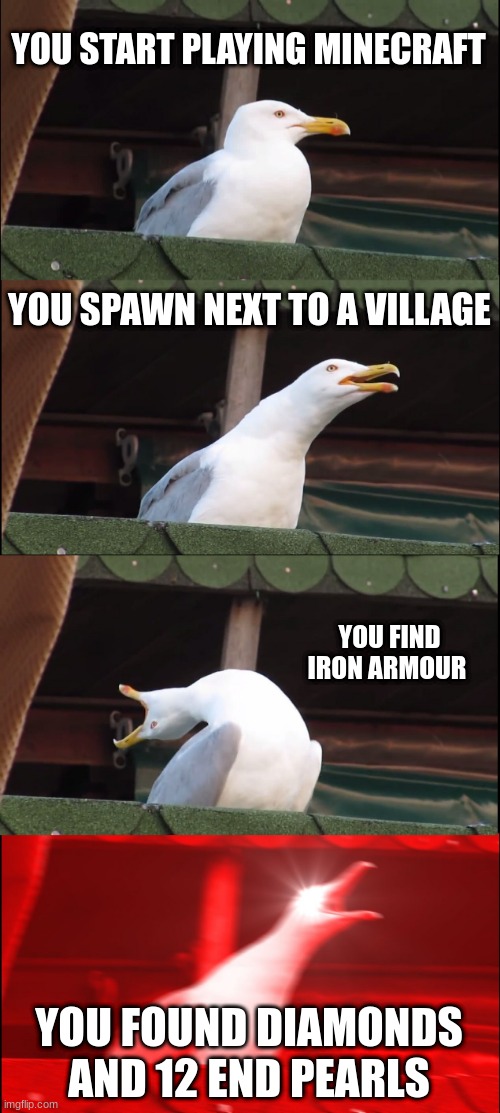 YOU START PLAYING MINECRAFT
YOU SPAWN NEXT TO A VILLAGE
YOU FIND
IRON ARMOUR
YOU FOUND DIAMONDS
AND 12 END PEARLS
imgflip.com